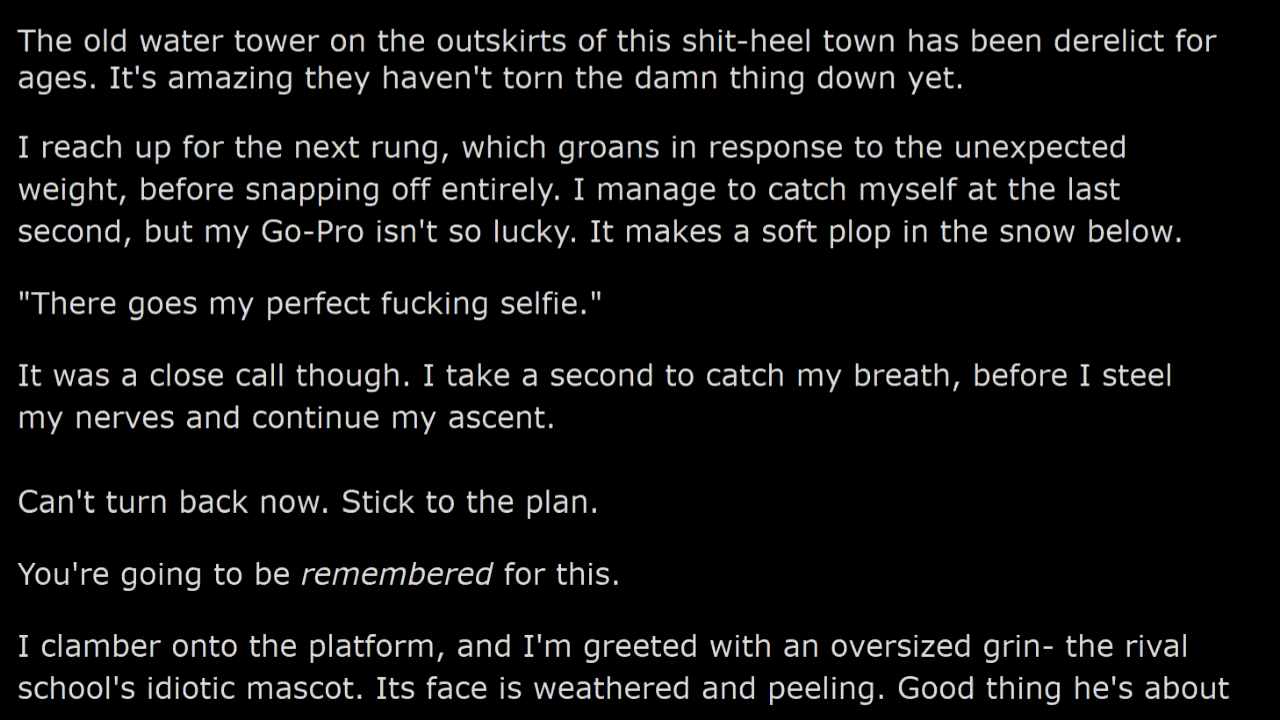 The old water tower on the outskirts of this shit-heel town has been derelict for
ages. It's amazing they haven't torn the damn thing down yet.
I reach up for the next rung, which groans in response to the unexpected
weight, before snapping off entirely. I manage to catch myself at the last
second, but my Go-Pro isn't so lucky. It makes a soft plop in the snow below.
"There goes my perfect fucking selfie."
It was a close call though. I take a second to catch my breath, before I steel
my nerves and continue my ascent.
Can't turn back now. Stick to the plan.
You're going to be remembered for this.
I clamber onto the platform, and I'm greeted with an oversized grin- the rival
school's idiotic mascot. Its face is weathered and peeling. Good thing he's about